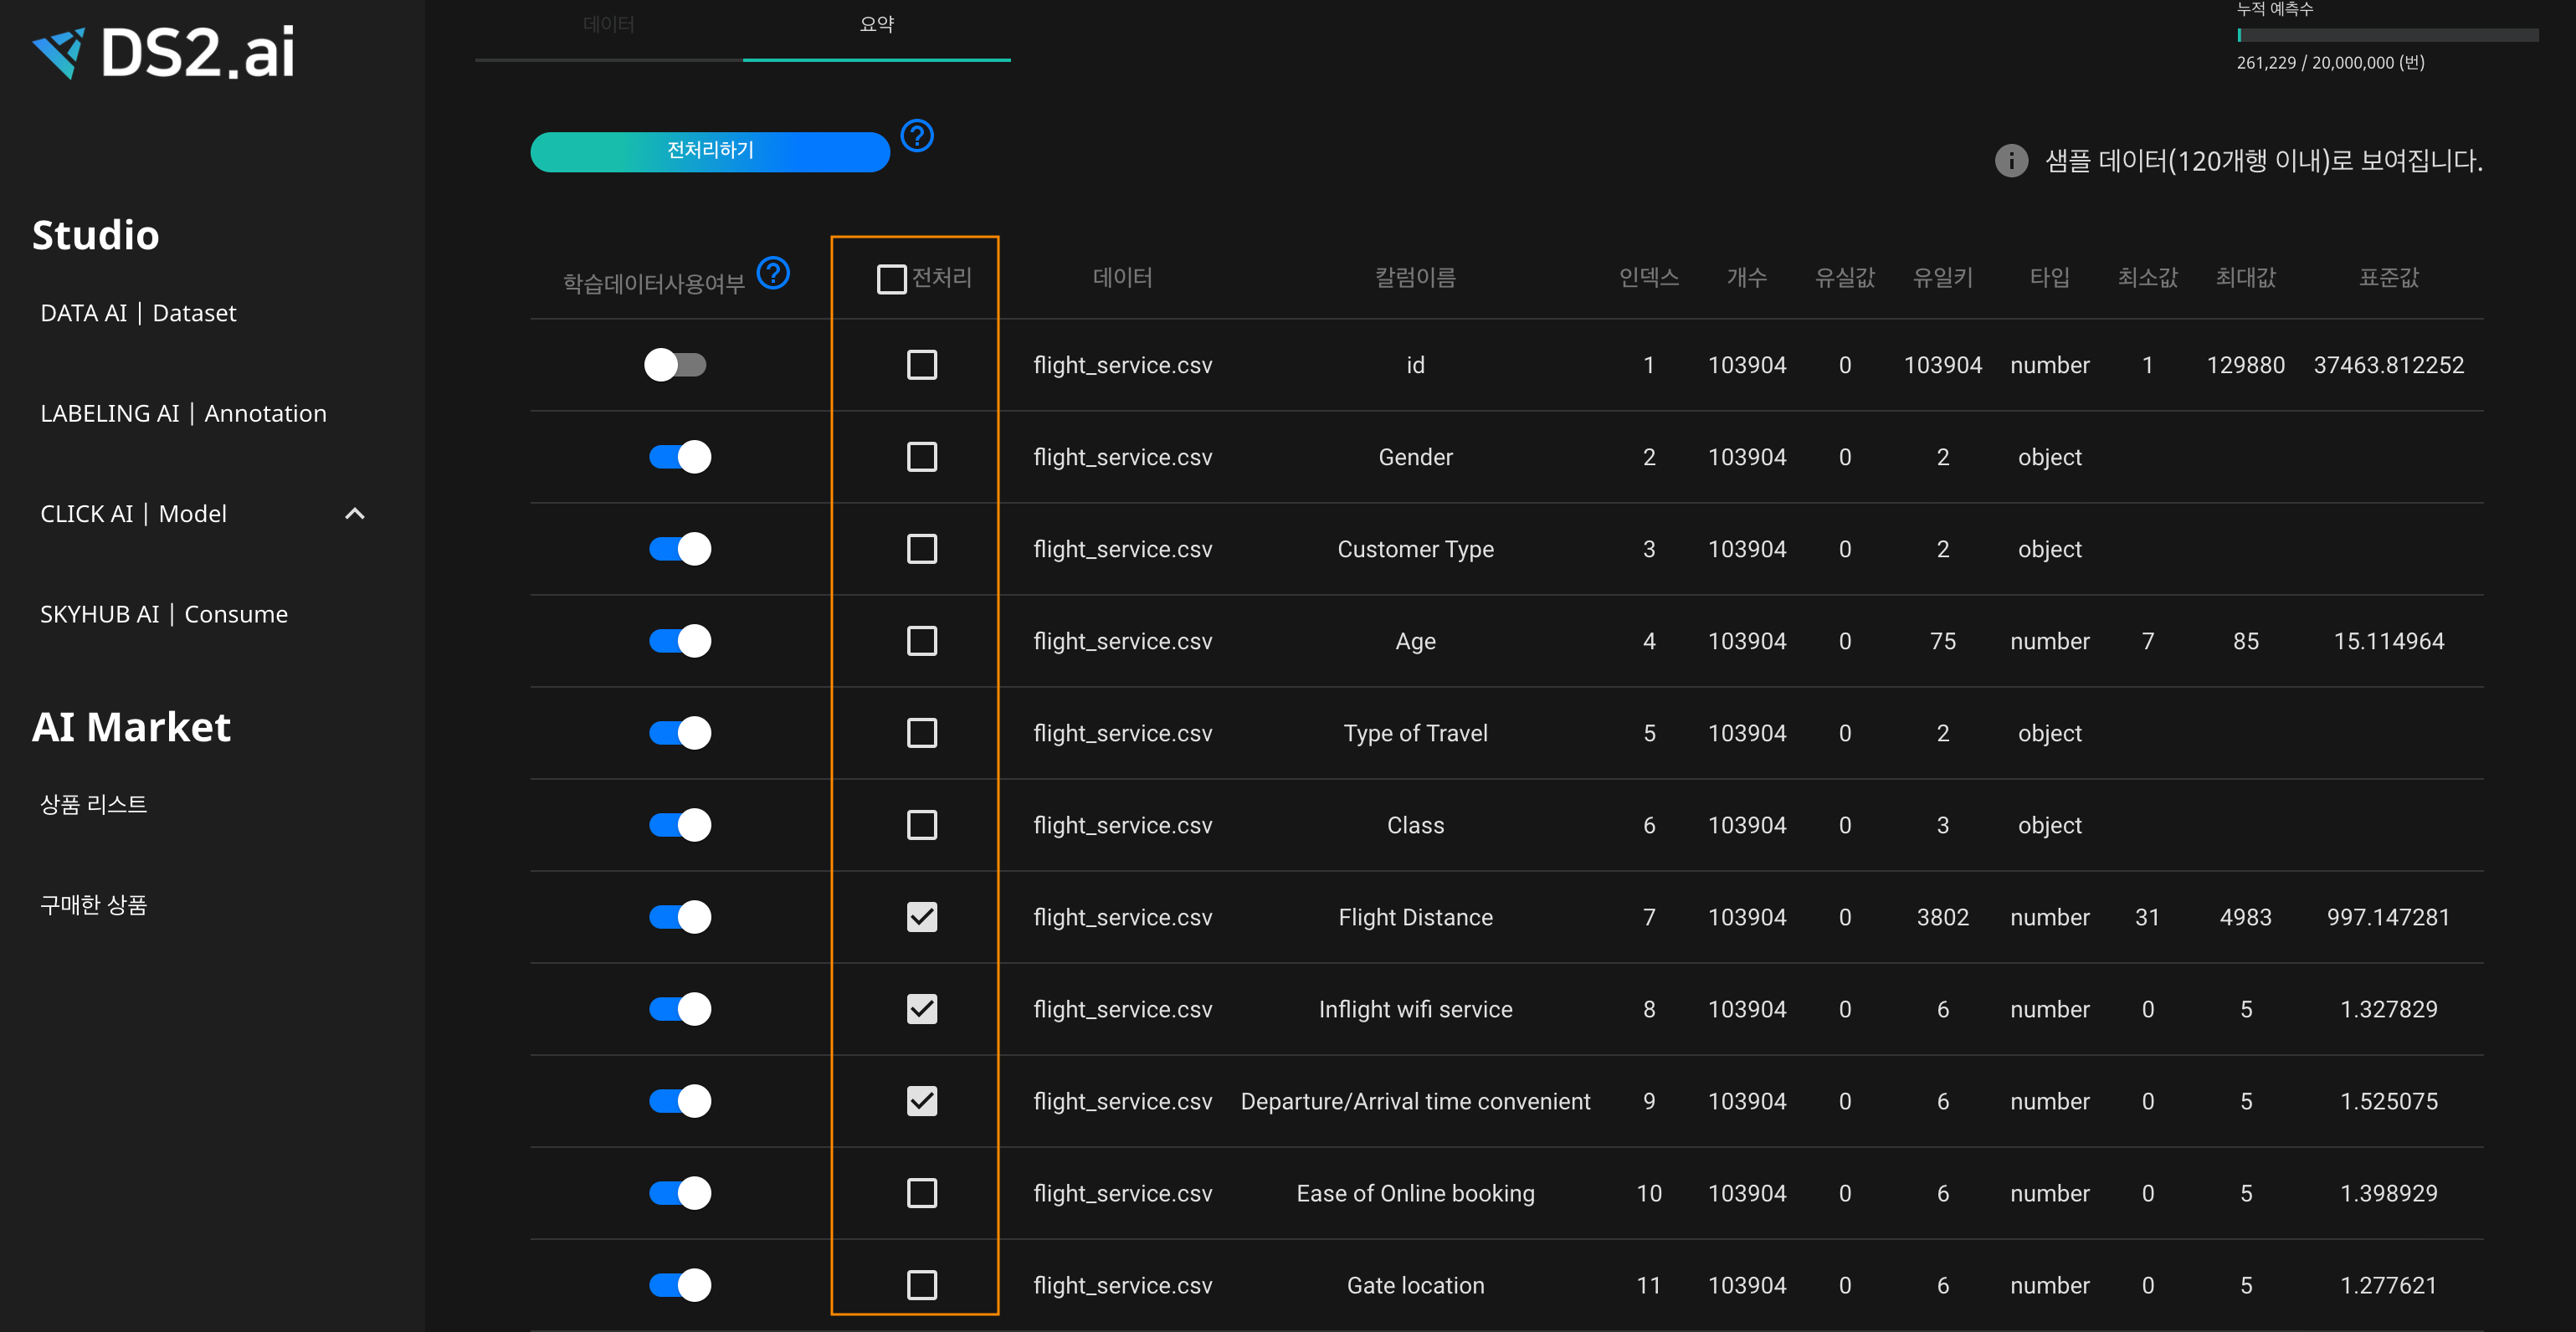 DS2.ai
Studio
DATA AI | Dataset
LABELING AI | Annotation
CLICK AI | Model
SKYHUB AI | Consume
AI Market
상품 리스트
구매한 상품
데이터 요약
누적 예측수
261,229 / 20,000,000 (번)
전처리하기 ?
i 샘플 데이터(120개행 이내)로 보여집니다.
학습데이터사용여부 ? 전처리 데이터 칼럼이름 인덱스 개수 유실값 유일키 타입 최소값 최대값 표준값
flight_service.csv id 1 103904 0 103904 number 1 129880 37463.812252
flight_service.csv Gender 2 103904 0 2 object
flight_service.csv Customer Type 3 103904 0 2 object
flight_service.csv Age 4 103904 0 75 number 7 85 15.114964
flight_service.csv Type of Travel 5 103904 0 2 object
flight_service.csv Class 6 103904 0 3 object
flight_service.csv Flight Distance 7 103904 0 3802 number 31 4983 997.147281
flight_service.csv Inflight wifi service 8 103904 0 6 number 0 5 1.327829
flight_service.csv Departure/Arrival time convenient 9 103904 0 6 number 0 5 1.525075
flight_service.csv Ease of Online booking 10 103904 0 6 number 0 5 1.398929
flight_service.csv Gate location 11 103904 0 6 number 0 5 1.277621